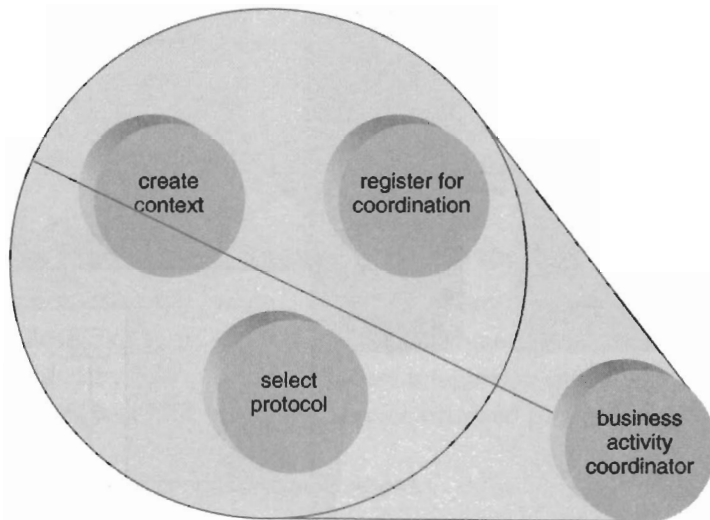 create
context
register for
coordination
select
protocol
business
activity
coordinator